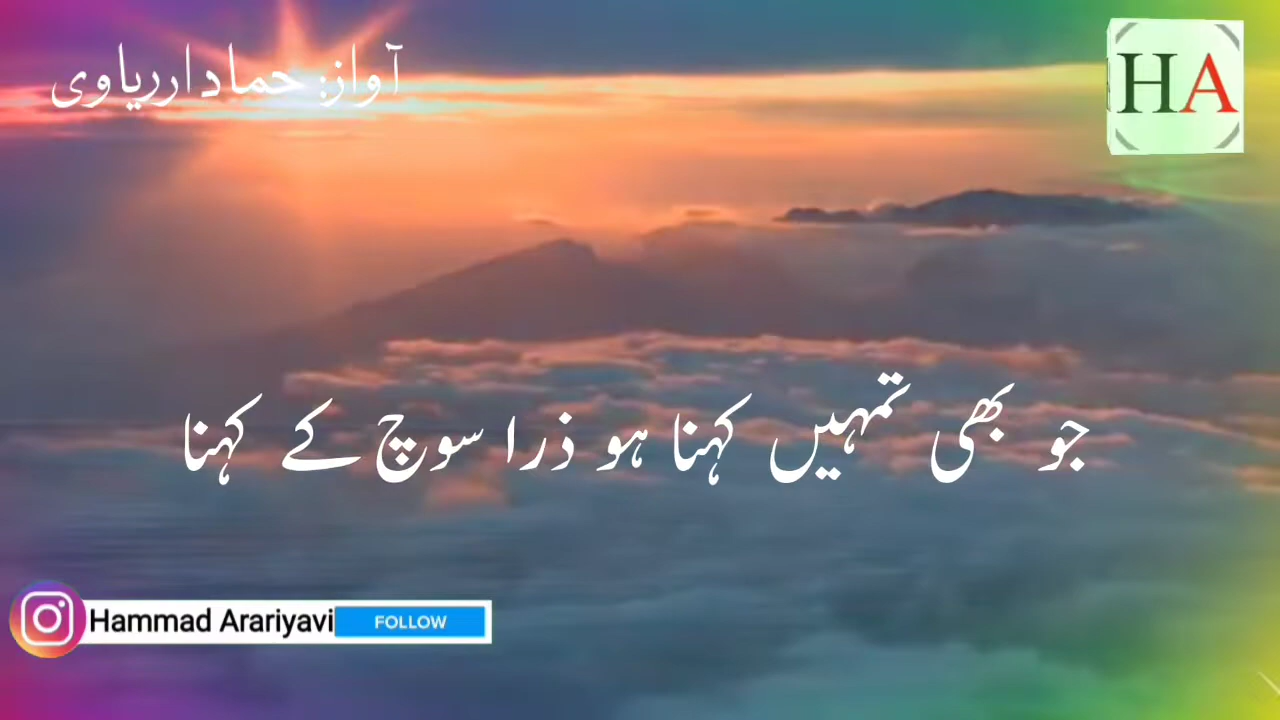 آواز: حماد ارریاوی
HA
جو بھی تمہیں کہنا ہو ذرا سوچ کے کہنا
Hammad Arariyavi FOLLOW